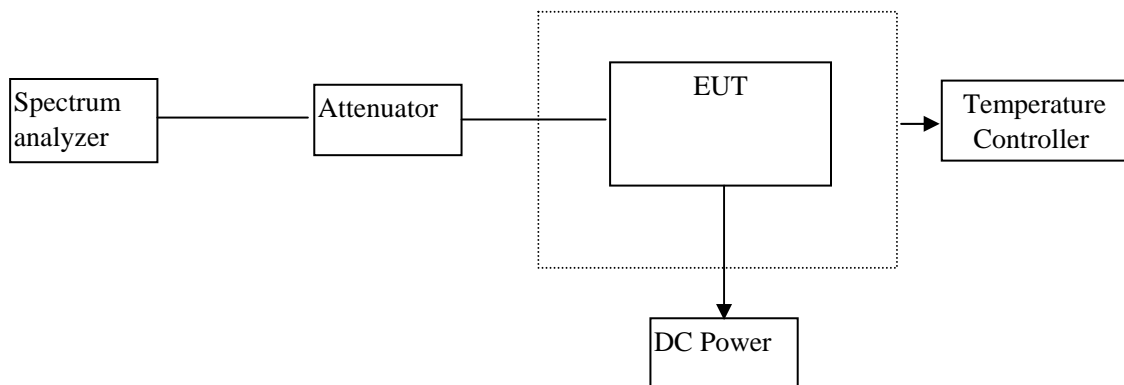 Spectrum
analyzer
Attenuator
EUT
Temperature
Controller
DC Power